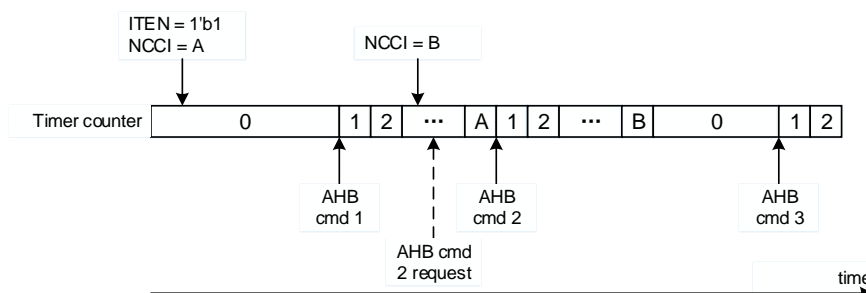 ITEN = 1'b1
NCCI = A
NCCI = B
Timer counter 0 1 2 ... A 1 2 ... B 0 1 2
AHB
cmd 1
AHB
cmd 2
AHB
cmd 3
AHB cmd
2 request
time